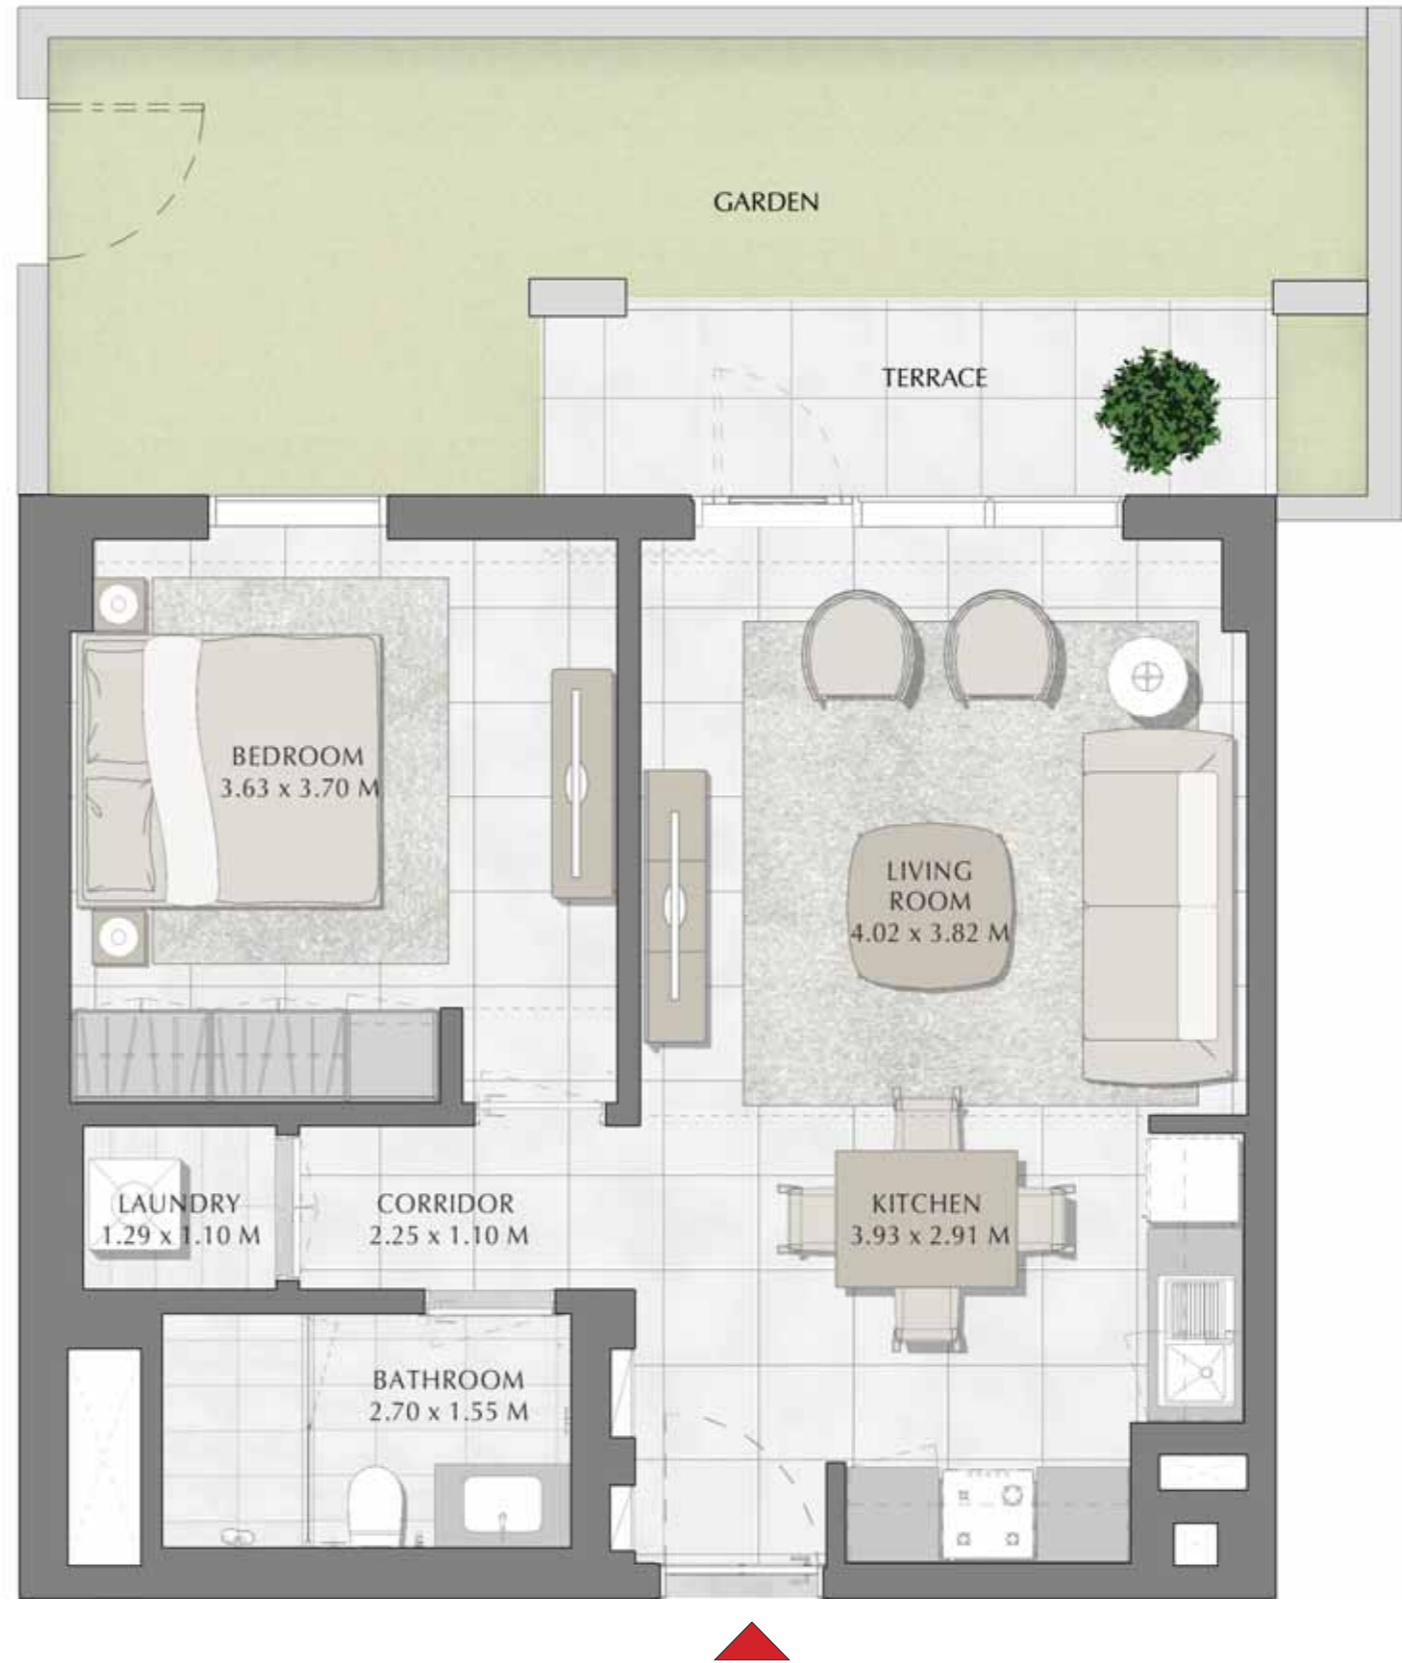 GARDEN
TERRACE
BEDROOM
3.63 x 3.70 M
LIVING
ROOM
4.02 x 3.82 M
LAUNDRY
1.29 x 1.10 M
CORRIDOR
2.25 x 1.10 M
KITCHEN
3.93 x 2.91 M
BATHROOM
2.70 x 1.55 M